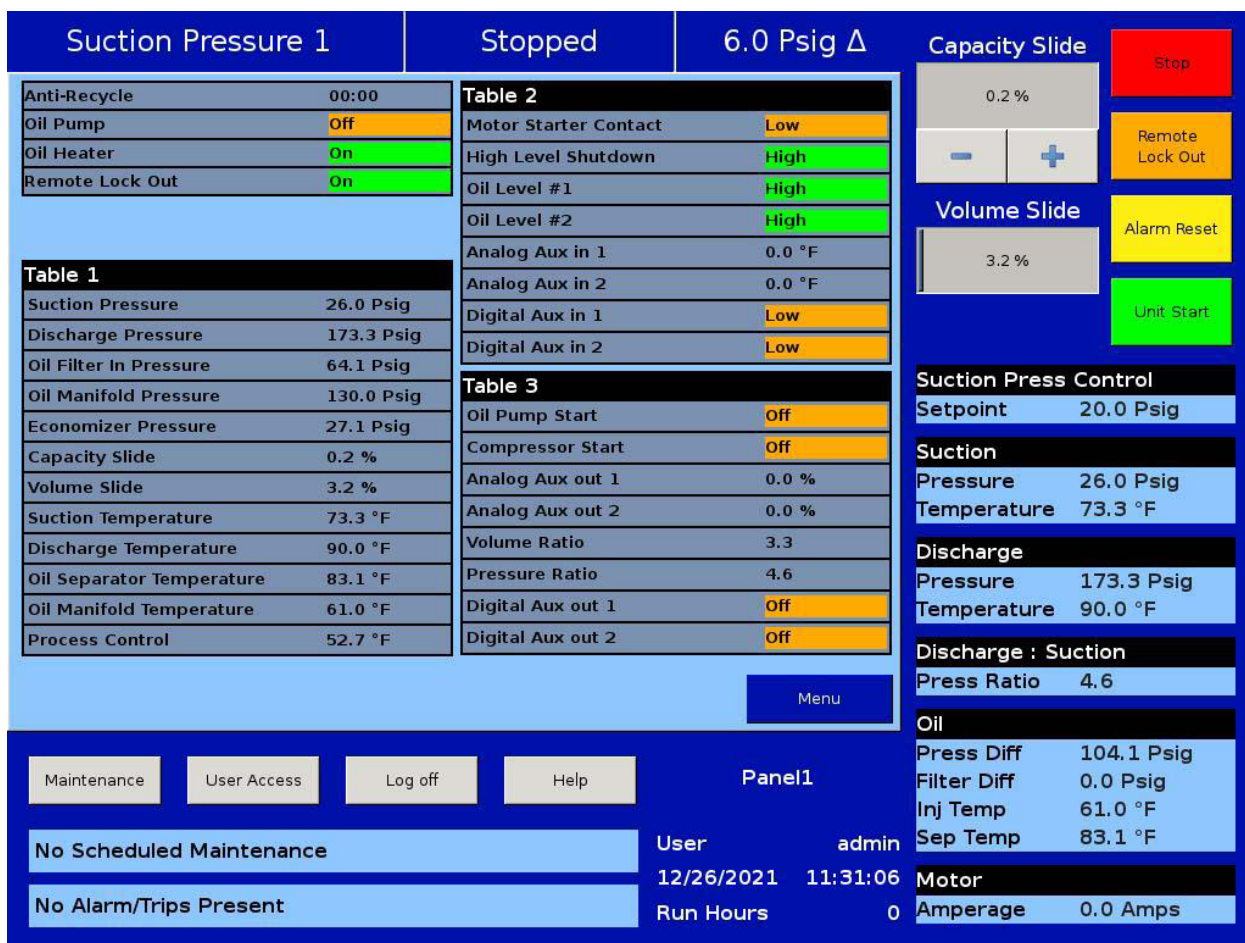 Suction Pressure 1 Stopped 6.0 Psig Δ
Anti-Recycle 00:00
Oil Pump Off
Oil Heater On
Remote Lock Out On
Table 1
Suction Pressure 26.0 Psig
Discharge Pressure 173.3 Psig
Oil Filter In Pressure 64.1 Psig
Oil Manifold Pressure 130.0 Psig
Economizer Pressure 27.1 Psig
Capacity Slide 0.2 %
Volume Slide 3.2 %
Suction Temperature 73.3 °F
Discharge Temperature 90.0 °F
Oil Separator Temperature 83.1 °F
Oil Manifold Temperature 61.0 °F
Process Control 52.7 °F
Table 2
Motor Starter Contact Low
High Level Shutdown High
Oil Level #1 High
Oil Level #2 High
Analog Aux in 1 0.0 °F
Analog Aux in 2 0.0 °F
Digital Aux in 1 Low
Digital Aux in 2 Low
Table 3
Oil Pump Start Off
Compressor Start Off
Analog Aux out 1 0.0 %
Analog Aux out 2 0.0 %
Volume Ratio 3.3
Pressure Ratio 4.6
Digital Aux out 1 Off
Digital Aux out 2 Off
Menu
Capacity Slide
0.2 %
Volume Slide
3.2 %
Stop
Remote
Lock Out
Alarm Reset
Unit Start
Suction Press Control
Setpoint 20.0 Psig
Suction
Pressure 26.0 Psig
Temperature 73.3 °F
Discharge
Pressure 173.3 Psig
Temperature 90.0 °F
Discharge : Suction
Press Ratio 4.6
Oil
Press Diff 104.1 Psig
Filter Diff 0.0 Psig
Inj Temp 61.0 °F
Sep Temp 83.1 °F
Motor
Amperage 0.0 Amps
Maintenance User Access Log off Help Panel1
No Scheduled Maintenance
No Alarm/Trips Present
User admin
12/26/2021 11:31:06
Run Hours 0